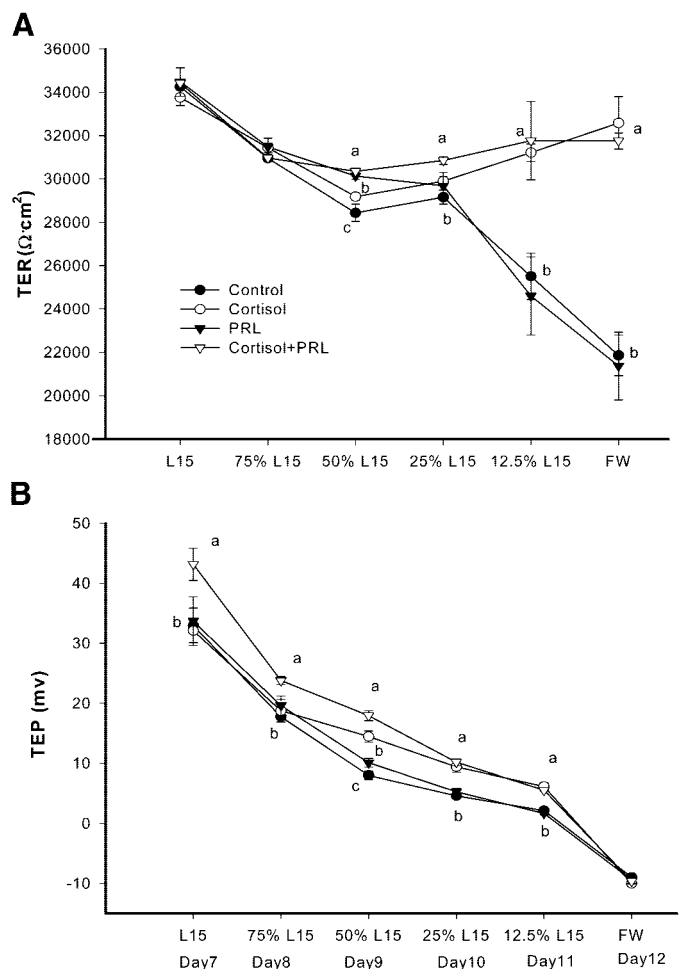 A
36000
34000
32000
30000
28000
26000
24000
22000
20000
18000
TER (Ω·cm²)
a
a
a
a
b
c
b
b
b
Control
Cortisol
PRL
Cortisol+PRL
L15 75% L15 50% L15 25% L15 12.5% L15 FW
B
50
40
30
20
10
0
-10
TEP (mv)
a
b
a
b
a
b
c
a
b
a
b
L15 75% L15 50% L15 25% L15 12.5% L15 FW
Day7 Day8 Day9 Day10 Day11 Day12